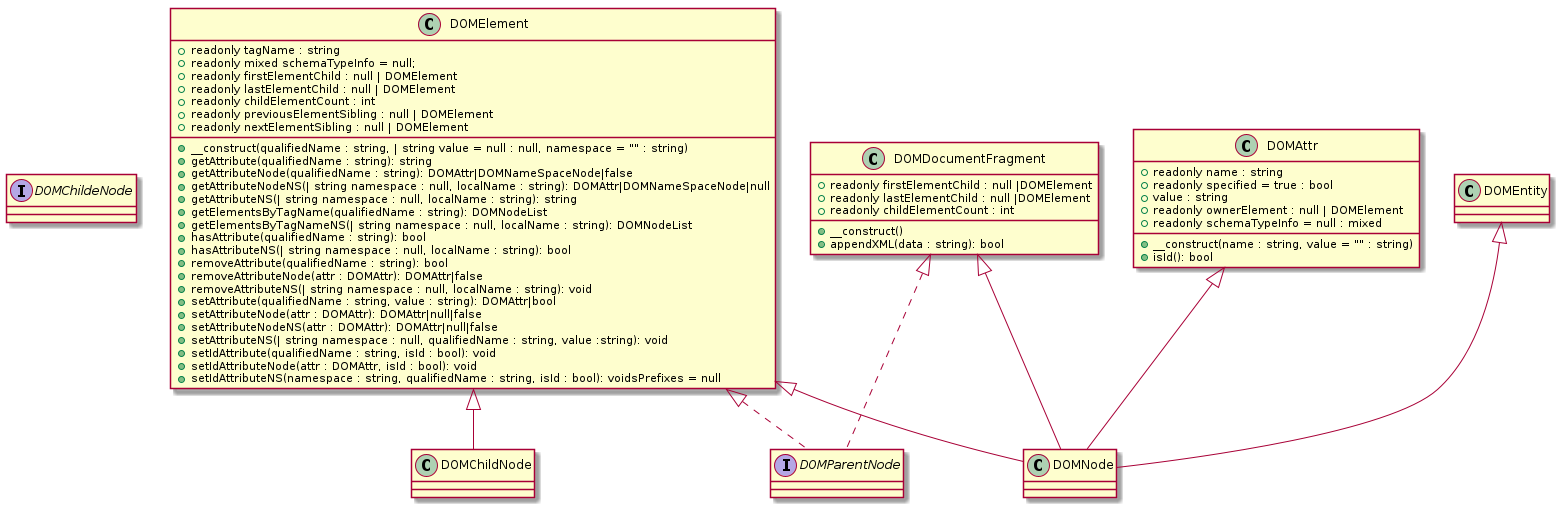 C DOMElement
readonly tagName : string
readonly mixed schemaTypeInfo = null;
readonly firstElementChild : null | DOMElement
readonly lastElementChild : null | DOMElement
readonly childElementCount : int
readonly previousElementSibling : null | DOMElement
readonly nextElementSibling : null | DOMElement
__construct(qualifiedName : string, | string value = null : null, namespace = "" : string)
getAttribute(qualifiedName : string): string
getAttributeNode(qualifiedName : string): DOMAttr|DOMNameSpaceNode|false
getAttributeNodeNS(| string namespace : null, localName : string): DOMAttr|DOMNameSpaceNode|null
getAttributeNS(| string namespace : null, localName : string): string
getElementsByTagName(qualifiedName : string): DOMNodeList
getElementsByTagNameNS(| string namespace : null, localName : string): DOMNodeList
hasAttribute(qualifiedName : string): bool
hasAttributeNS(| string namespace : null, localName : string): bool
removeAttribute(qualifiedName : string): bool
removeAttributeNode(attr : DOMAttr): DOMAttr|false
removeAttributeNS(| string namespace : null, localName : string): void
setAttribute(qualifiedName : string, value : string): DOMAttr|bool
setAttributeNode(attr : DOMAttr): DOMAttr|null|false
setAttributeNodeNS(attr : DOMAttr): DOMAttr|null|false
setAttributeNS(| string namespace : null, qualifiedName : string, value :string): void
setIdAttribute(qualifiedName : string, isId : bool): void
setIdAttributeNode(attr : DOMAttr, isId : bool): void
setIdAttributeNS(namespace : string, qualifiedName : string, isId : bool): voidsPrefixes = null
I DOMChildeNode
C DOMDocumentFragment
readonly firstElementChild : null |DOMElement
readonly lastElementChild : null |DOMElement
readonly childElementCount : int
__construct()
appendXML(data : string): bool
C DOMAttr
readonly name : string
readonly specified = true : bool
value : string
readonly ownerElement : null | DOMElement
readonly schemaTypeInfo = null : mixed
__construct(name : string, value = "" : string)
isId(): bool
C DOMEntity
C DOMChildNode
I DOMParentNode
C DOMNode